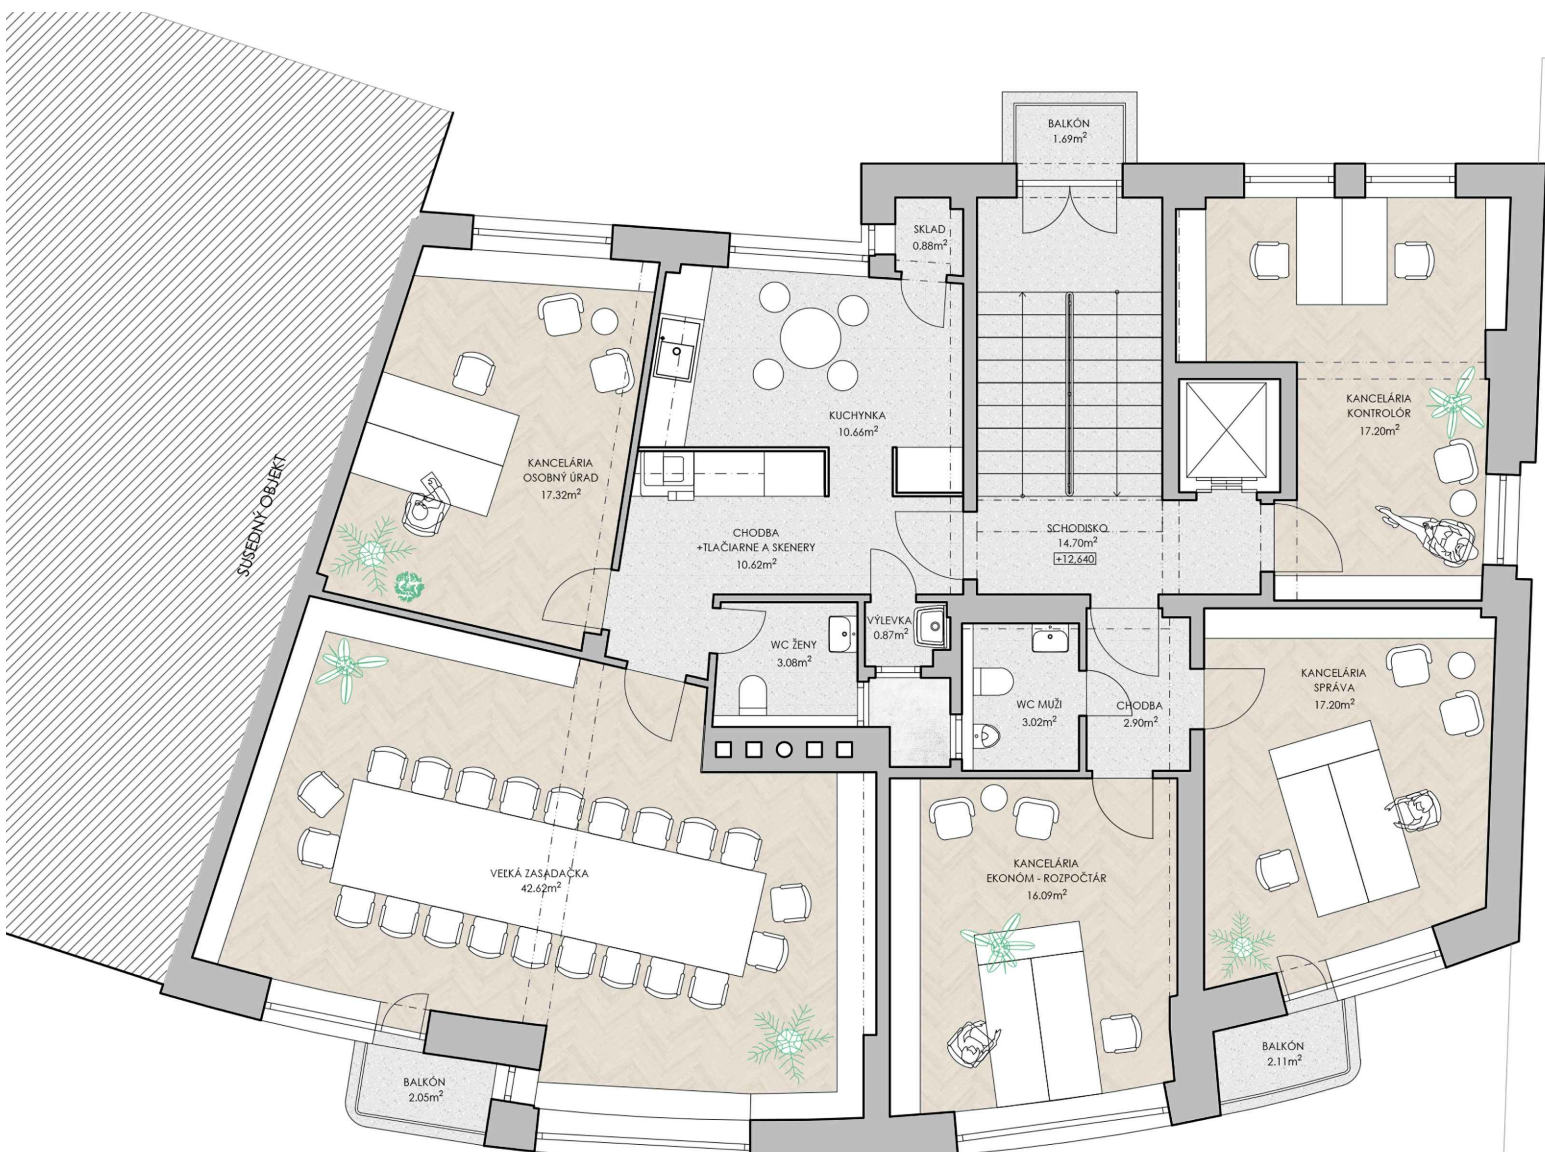 BALKÓN
1.69m²
SKLAD
0.88m²
KUCHYNKA
10.66m²
KANCELÁRIA
KONTROLÓR
17.20m²
KANCELÁRIA
OSOBNÝ ÚRAD
17.32m²
SUSEDNÝ OBJEKT
CHODBA
+TLAČIARNE A SKENERY
10.62m²
SCHODISKO
14.70m²
+12,640
VÝLEVKA
0.87m²
WC ŽENY
3.08m²
WC MUŽI
3.02m²
CHODBA
2.90m²
KANCELÁRIA
SPRÁVA
17.20m²
VEĽKÁ ZASADAČKA
42.62m²
KANCELÁRIA
EKONÓM - ROZPOČTÁR
16.09m²
BALKÓN
2.05m²
BALKÓN
2.11m²